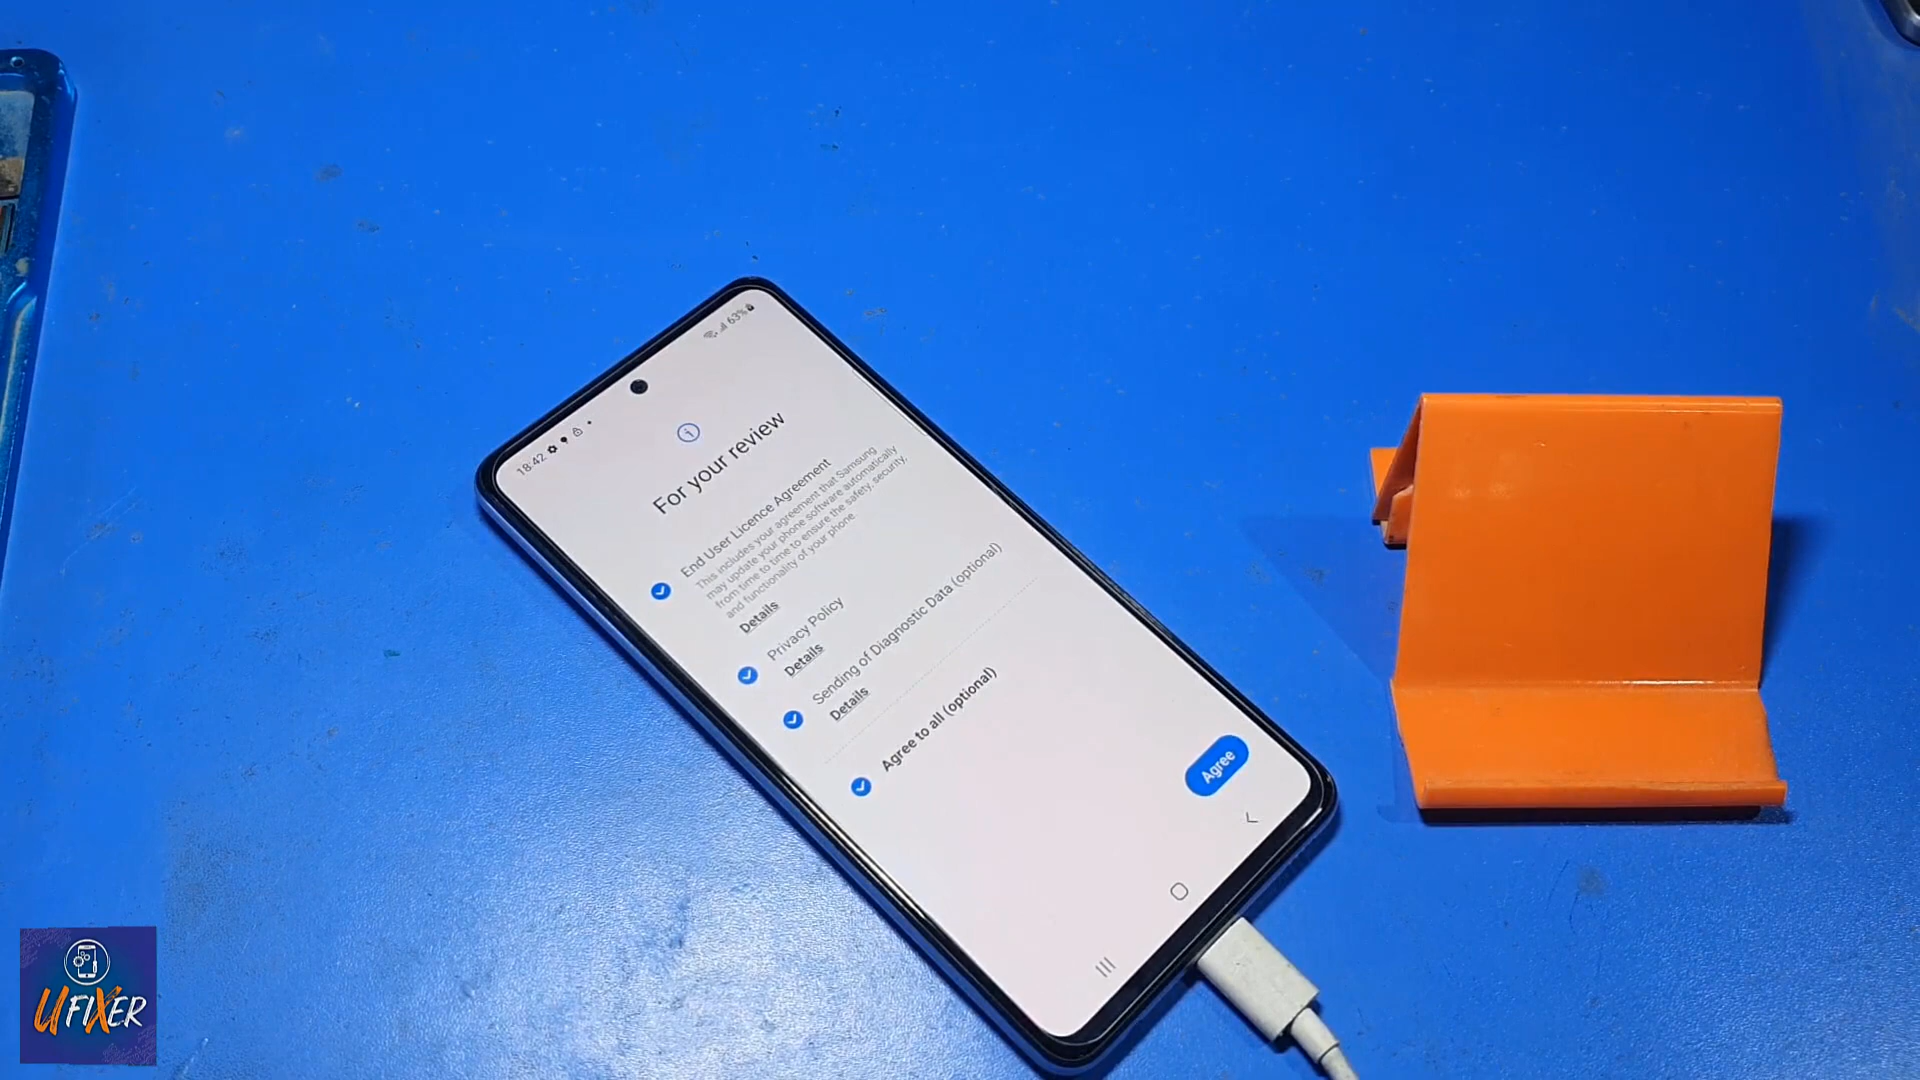 18:42
63%
For your review
End User Licence Agreement
This includes your agreement that Samsung
may update your phone software automatically
from time to time to ensure the safety, security,
and functionality of your phone.
Details
Privacy Policy
Details
Sending of Diagnostic Data (optional)
Details
Agree to all (optional)
Agree
UFIXER